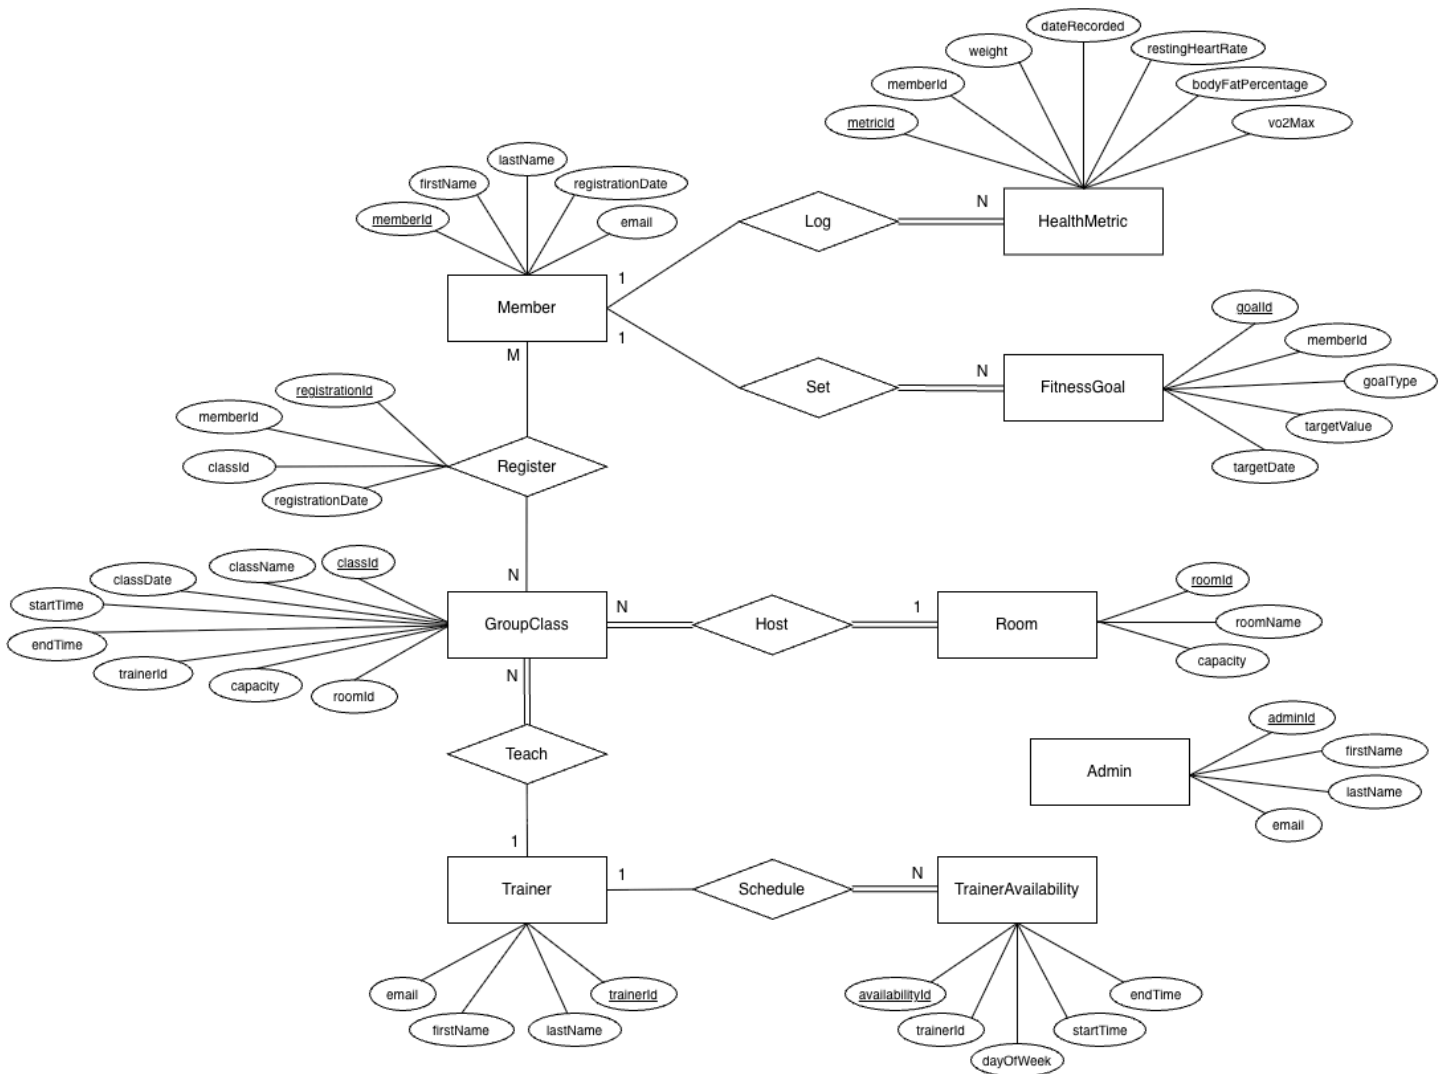 dateRecorded
weight
restingHeartRate
memberId
bodyFatPercentage
metricId
vo2Max
lastName
firstName
registrationDate
memberId
email
Log
N
HealthMetric
1
Member
1
M
goalId
memberId
Set
N
FitnessGoal
goalType
targetValue
targetDate
registrationId
memberId
classId
registrationDate
Register
N
classId
className
classDate
startTime
endTime
trainerId
capacity
roomId
GroupClass
N
Host
1
Room
roomId
roomName
capacity
N
Teach
1
adminId
Admin
firstName
lastName
email
Trainer
1
Schedule
N
TrainerAvailability
email
firstName
lastName
trainerId
availabilityId
trainerId
dayOfWeek
startTime
endTime